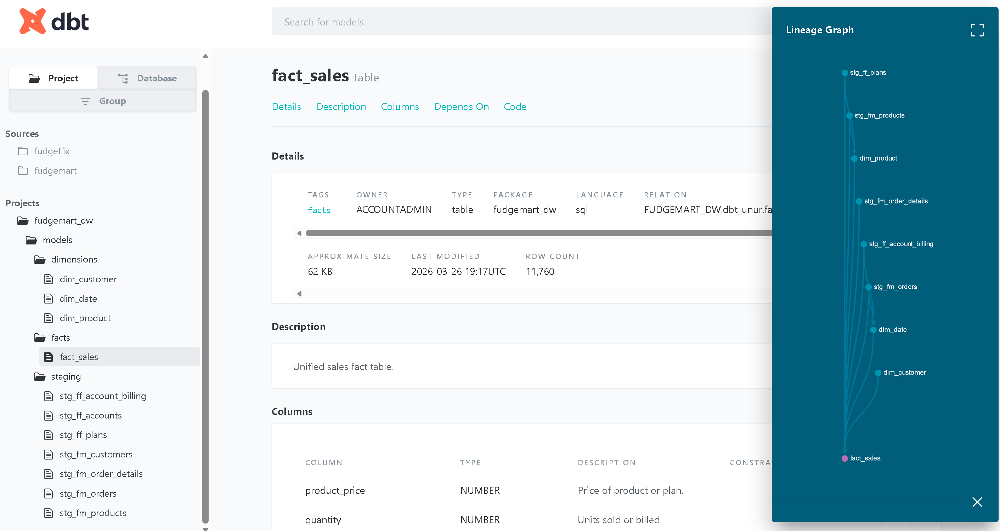 dbt
Search for models...
Project
Database
Group
Sources
fudgeflix
fudgemart
Projects
fudgemart_dw
models
dimensions
dim_customer
dim_date
dim_product
facts
fact_sales
staging
stg_ff_account_billing
stg_ff_accounts
stg_ff_plans
stg_fm_customers
stg_fm_order_details
stg_fm_orders
stg_fm_products
fact_sales table
Details Description Columns Depends On Code
Details
TAGS OWNER TYPE PACKAGE LANGUAGE RELATION
facts ACCOUNTADMIN table fudgemart_dw sql FUDGEMART_DW.dbt_unur.fa
APPROXIMATE SIZE LAST MODIFIED ROW COUNT
62 KB 2026-03-26 19:17UTC 11,760
Description
Unified sales fact table.
Columns
COLUMN TYPE DESCRIPTION CONSTRA
product_price NUMBER Price of product or plan.
quantity NUMBER Units sold or billed.
Lineage Graph
stg_ff_plans
stg_fm_products
dim_product
stg_fm_order_details
stg_ff_account_billing
stg_fm_orders
dim_date
dim_customer
fact_sales